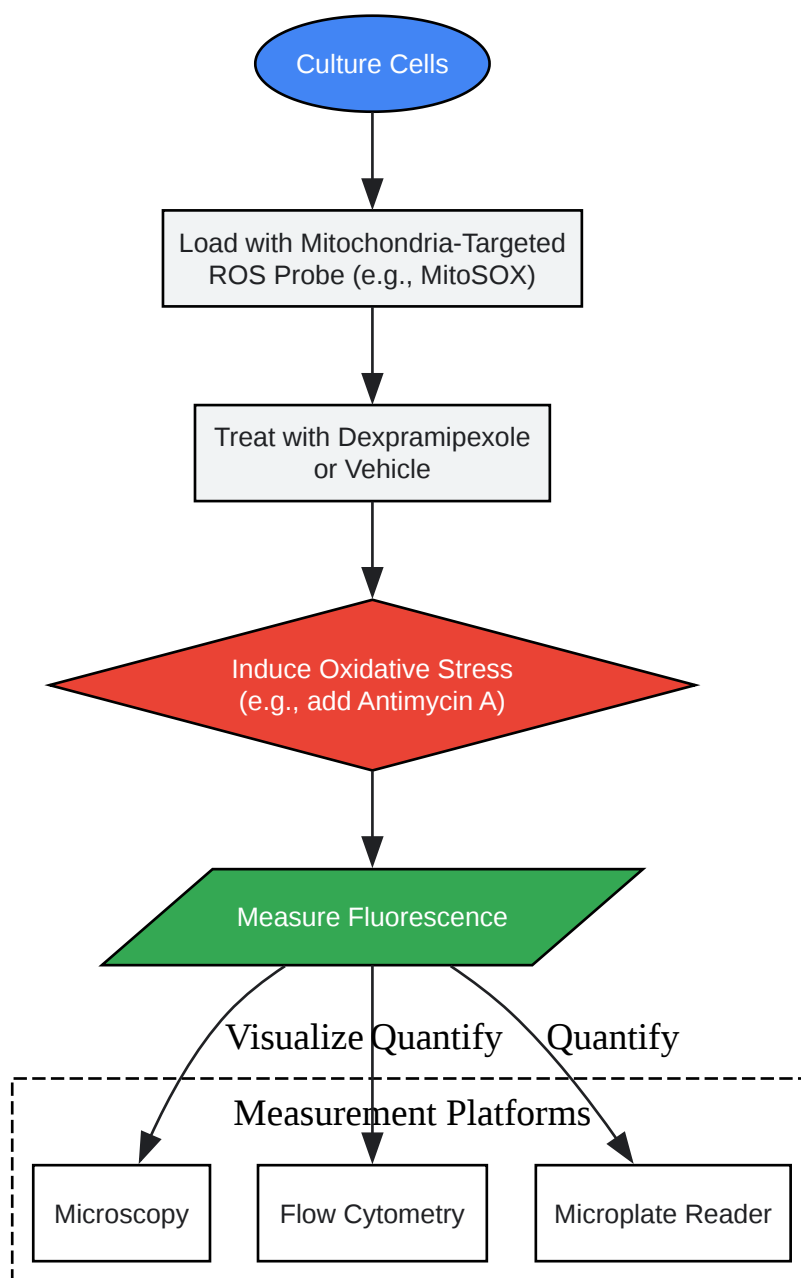 Culture Cells
Load with Mitochondria-Targeted
ROS Probe (e.g., MitoSOX)
Treat with Dexpramipexole
or Vehicle
Induce Oxidative Stress
(e.g., add Antimycin A)
Measure Fluorescence
Visualize Quantify Quantify
Measurement Platforms
Microscopy Flow Cytometry Microplate Reader